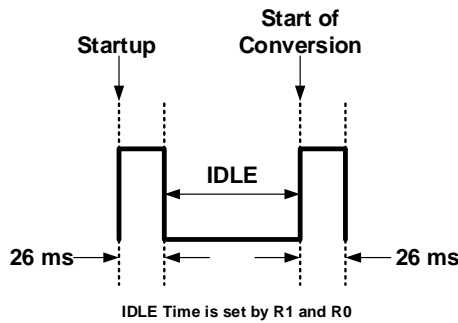 Startup
Start of
Conversion
IDLE
26 ms
26 ms
IDLE Time is set by R1 and R0